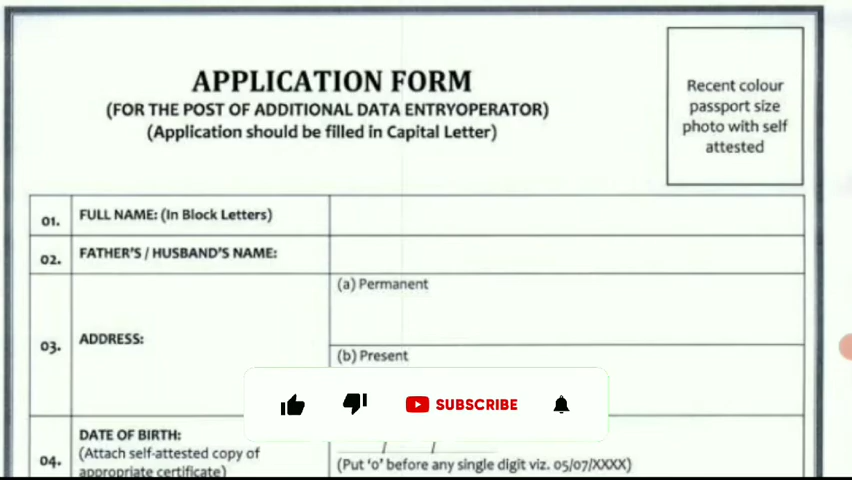 APPLICATION FORM
(FOR THE POST OF ADDITIONAL DATA ENTRYOPERATOR)
(Application should be filled in Capital Letter)
Recent colour
passport size
photo with self
attested
01. FULL NAME: (In Block Letters)
02. FATHER'S / HUSBAND'S NAME:
03. ADDRESS:
(a) Permanent
(b) Present
SUBSCRIBE
04. DATE OF BIRTH:
(Attach self-attested copy of
appropriate certificate)
(Put 'o' before any single digit viz. 05/07/XXXX)